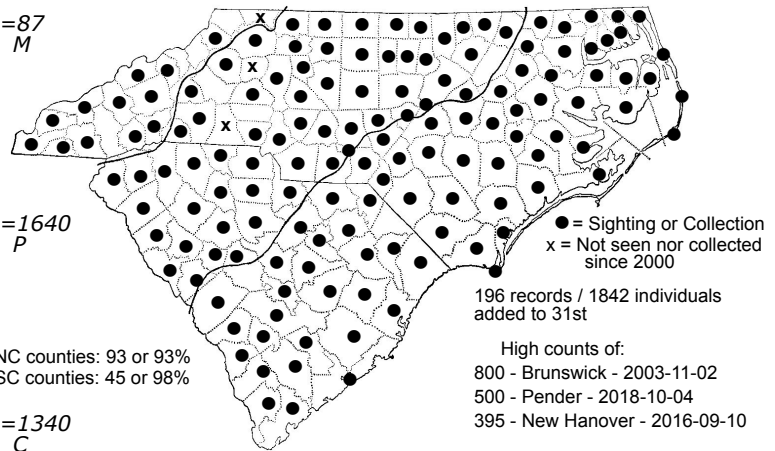 =87
M
x
x
x
=1640
P
● = Sighting or Collection
x = Not seen nor collected
since 2000
196 records / 1842 individuals
added to 31st
NC counties: 93 or 93%
SC counties: 45 or 98%
High counts of:
800 - Brunswick - 2003-11-02
500 - Pender - 2018-10-04
395 - New Hanover - 2016-09-10
=1340
C